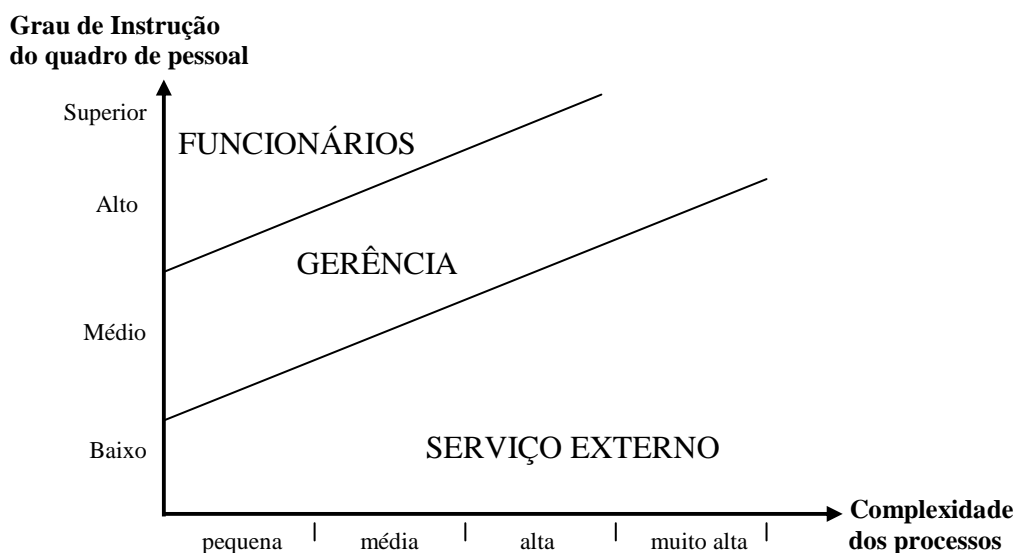 Grau de Instrução
do quadro de pessoal
Superior
FUNCIONÁRIOS
Alto
GERÊNCIA
Médio
Baixo
SERVIÇO EXTERNO
Complexidade
dos processos
pequena
média
alta
muito alta